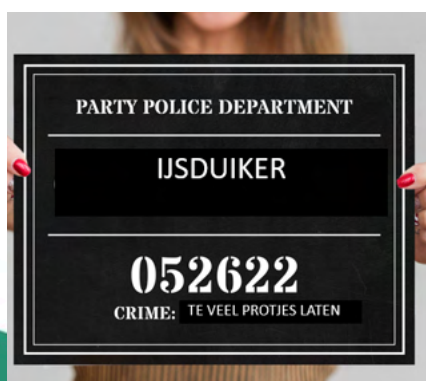 PARTY POLICE DEPARTMENT
IJSDUIKER
052622
CRIME: TE VEEL PROTJES LATEN